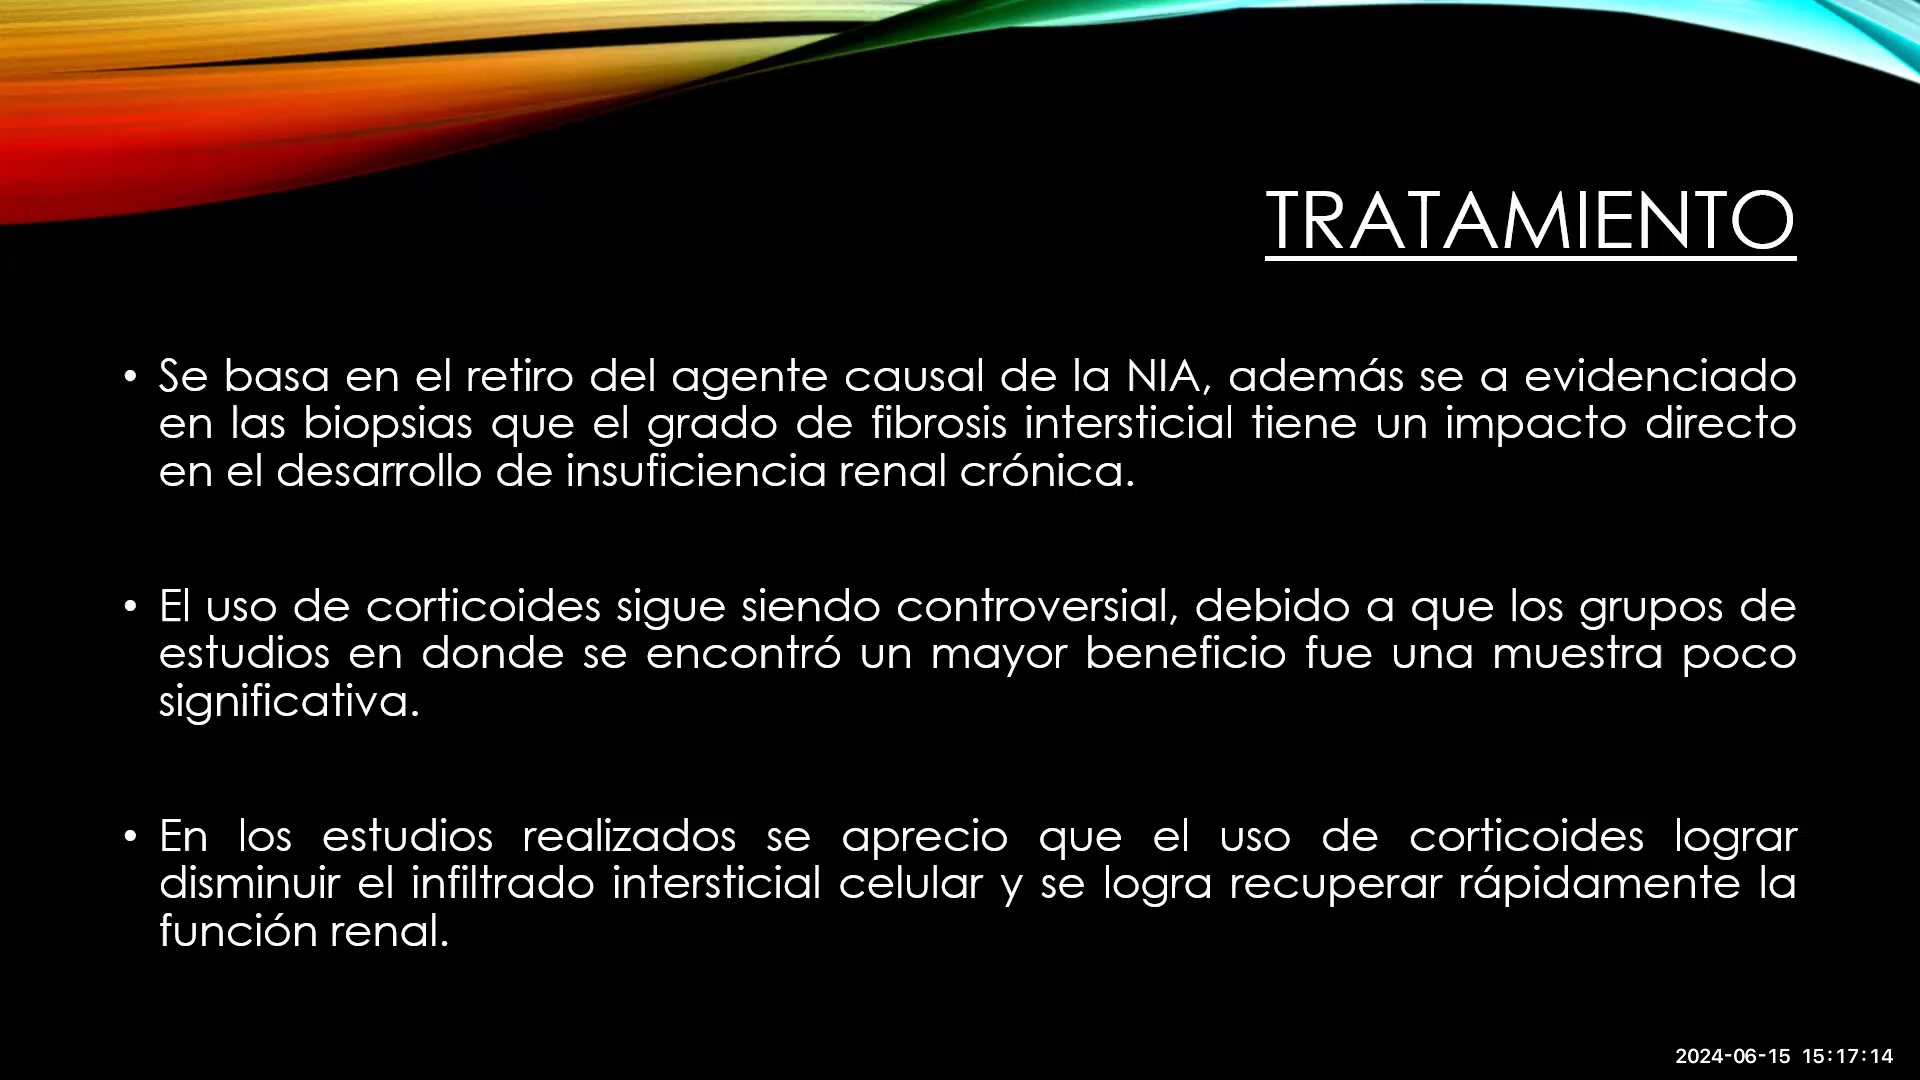 TRATAMIENTO
• Se basa en el retiro del agente causal de la NIA, además se a evidenciado
en las biopsias que el grado de fibrosis intersticial tiene un impacto directo
en el desarrollo de insuficiencia renal crónica.
• El uso de corticoides sigue siendo controversial, debido a que los grupos de
estudios en donde se encontró un mayor beneficio fue una muestra poco
significativa.
• En los estudios realizados se aprecio que el uso de corticoides lograr
disminuir el infiltrado intersticial celular y se logra recuperar rápidamente la
función renal.
2024-06-15 15:17:14